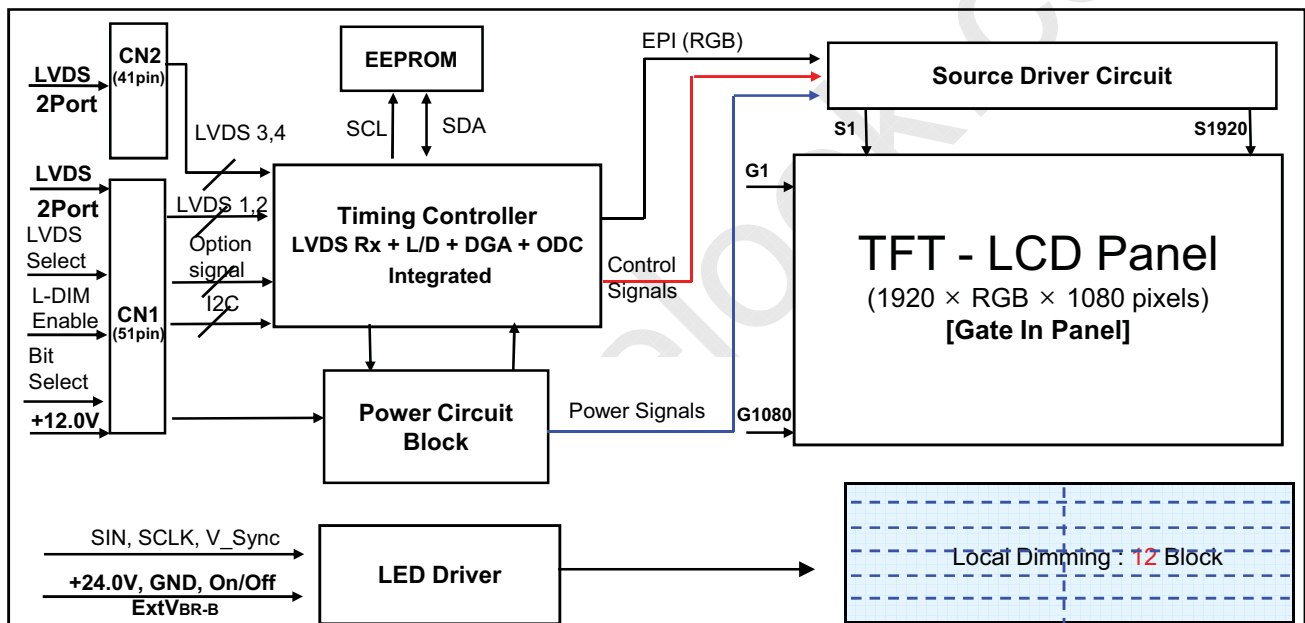 CN2
(41pin)
LVDS
2Port
EEPROM
SCL
SDA
EPI (RGB)
Source Driver Circuit
S1
S1920
LVDS 3,4
LVDS
2Port
LVDS
Select
L-DIM
Enable
Bit
Select
+12.0V
CN1
(51pin)
LVDS 1,2
Option
signal
I2C
Timing Controller
LVDS Rx + L/D + DGA + ODC
Integrated
Control
Signals
G1
TFT - LCD Panel
(1920 × RGB × 1080 pixels)
[Gate In Panel]
G1080
Power Circuit
Block
Power Signals
SIN, SCLK, V_Sync
+24.0V, GND, On/Off
ExtVBR-B
LED Driver
Local Dimming : 12 Block